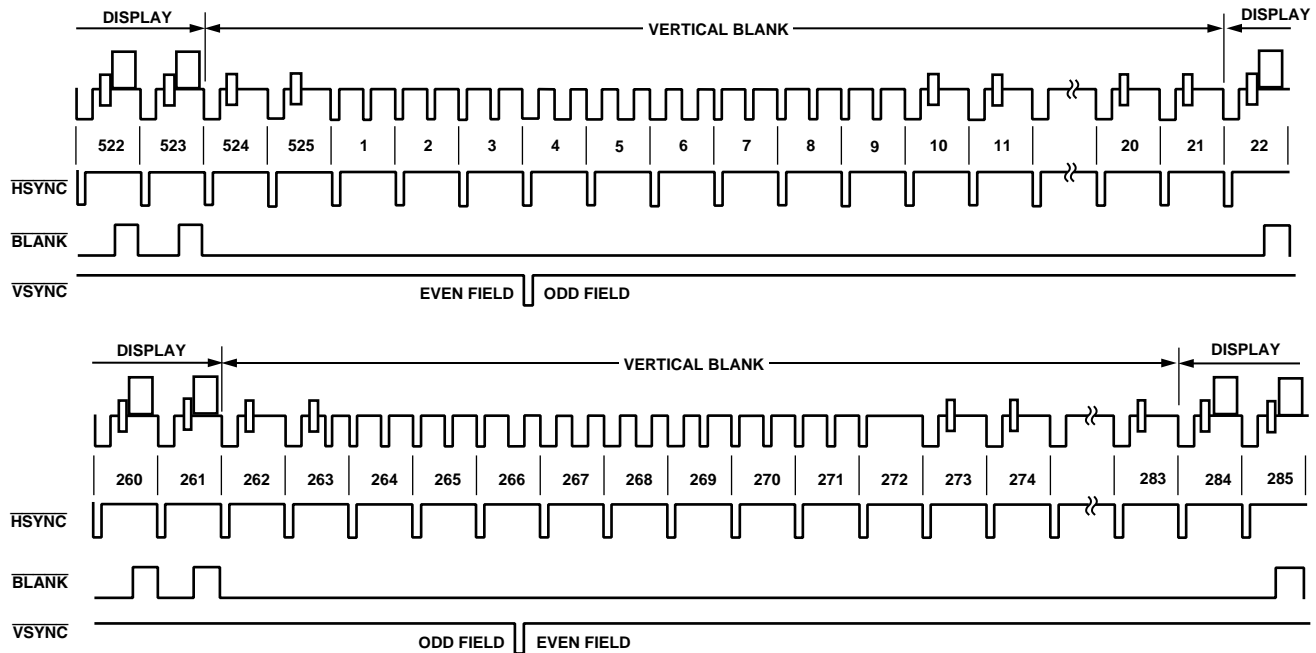 DISPLAY VERTICAL BLANK DISPLAY
522 523 524 525 1 2 3 4 5 6 7 8 9 10 11 20 21 22
HSYNC
BLANK
VSYNC
EVEN FIELD ODD FIELD
DISPLAY VERTICAL BLANK DISPLAY
260 261 262 263 264 265 266 267 268 269 270 271 272 273 274 283 284 285
HSYNC
BLANK
VSYNC
ODD FIELD EVEN FIELD